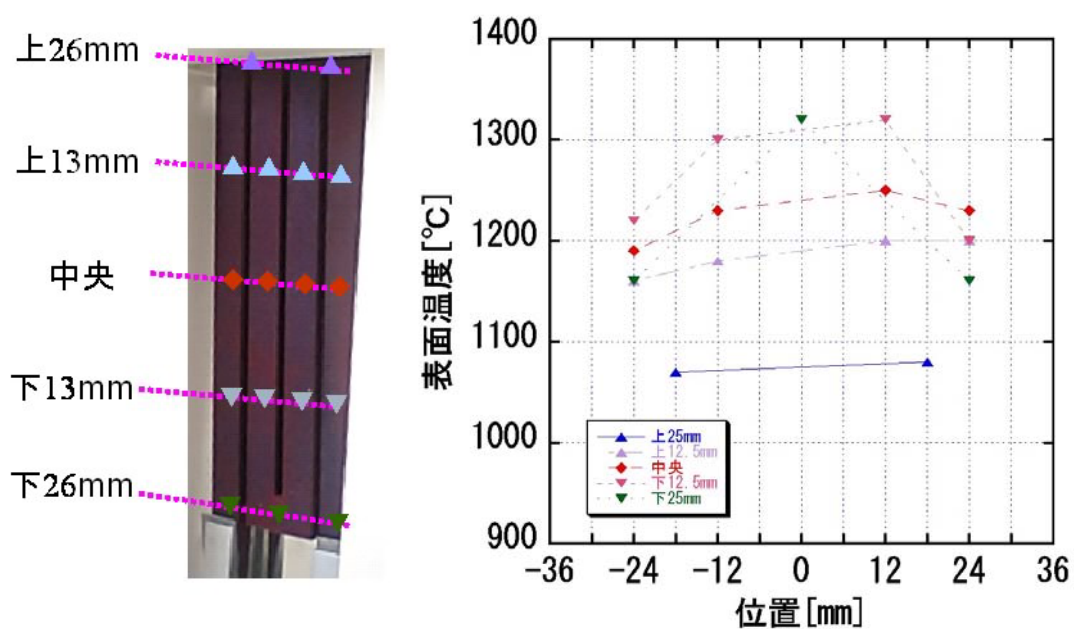 上26mm
上13mm
中央
下13mm
下26mm
表面温度[℃]
1400
1300
1200
1100
1000
900
上25mm
上12.5mm
中央
下12.5mm
下25mm
-36 -24 -12 0 12 24 36
位置[mm]